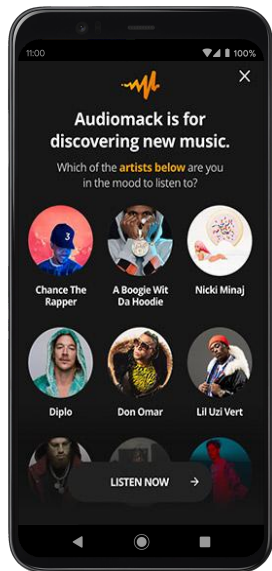 11:00
100%
Audiomack is for
discovering new music.
Which of the artists below are you
in the mood to listen to?
3
Chance The
Rapper
A Boogie Wit
Da Hoodie
Nicki Minaj
Diplo
Don Omar
Lil Uzi Vert
LISTEN NOW